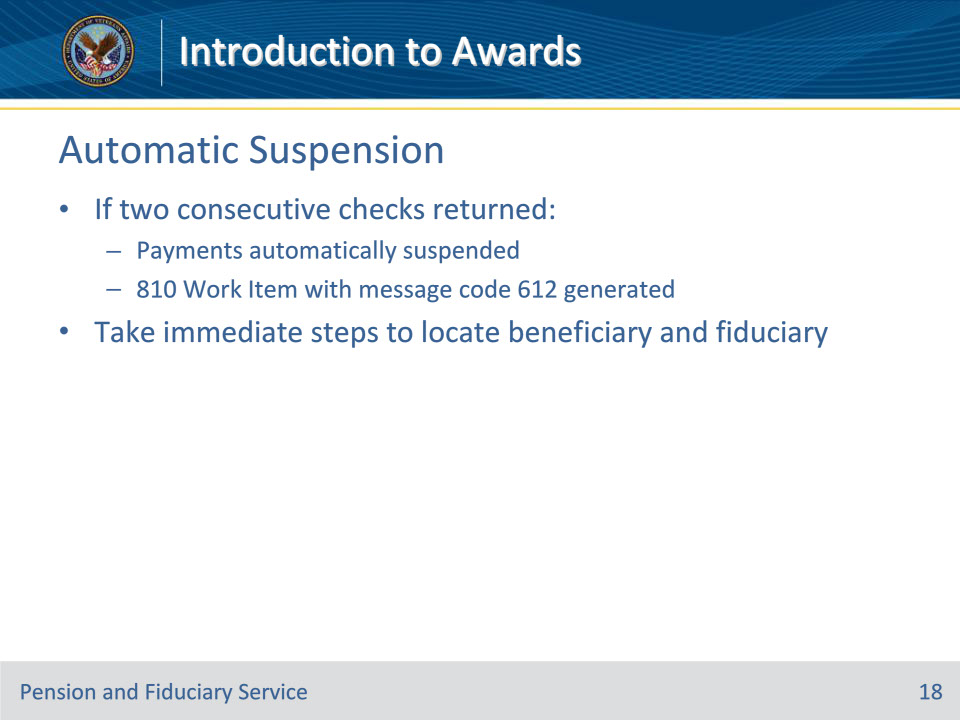 Introduction to Awards
Automatic Suspension
• If two consecutive checks returned:
– Payments automatically suspended
– 810 Work Item with message code 612 generated
• Take immediate steps to locate beneficiary and fiduciary
Pension and Fiduciary Service
18